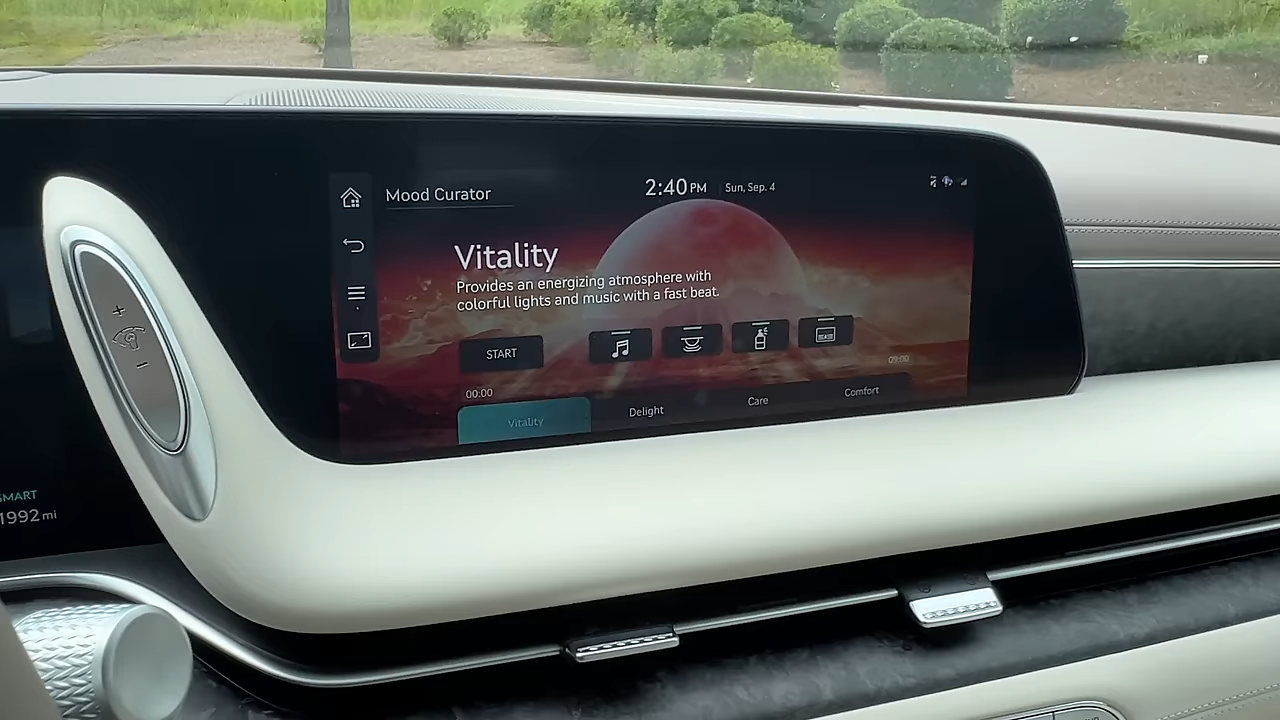 Mood Curator
2:40 PM Sun, Sep. 4
Vitality
Provides an energizing atmosphere with
colorful lights and music with a fast beat.
START
00:00
09:00
Vitality
Delight
Care
Comfort
+
−
SMART
1992 mi